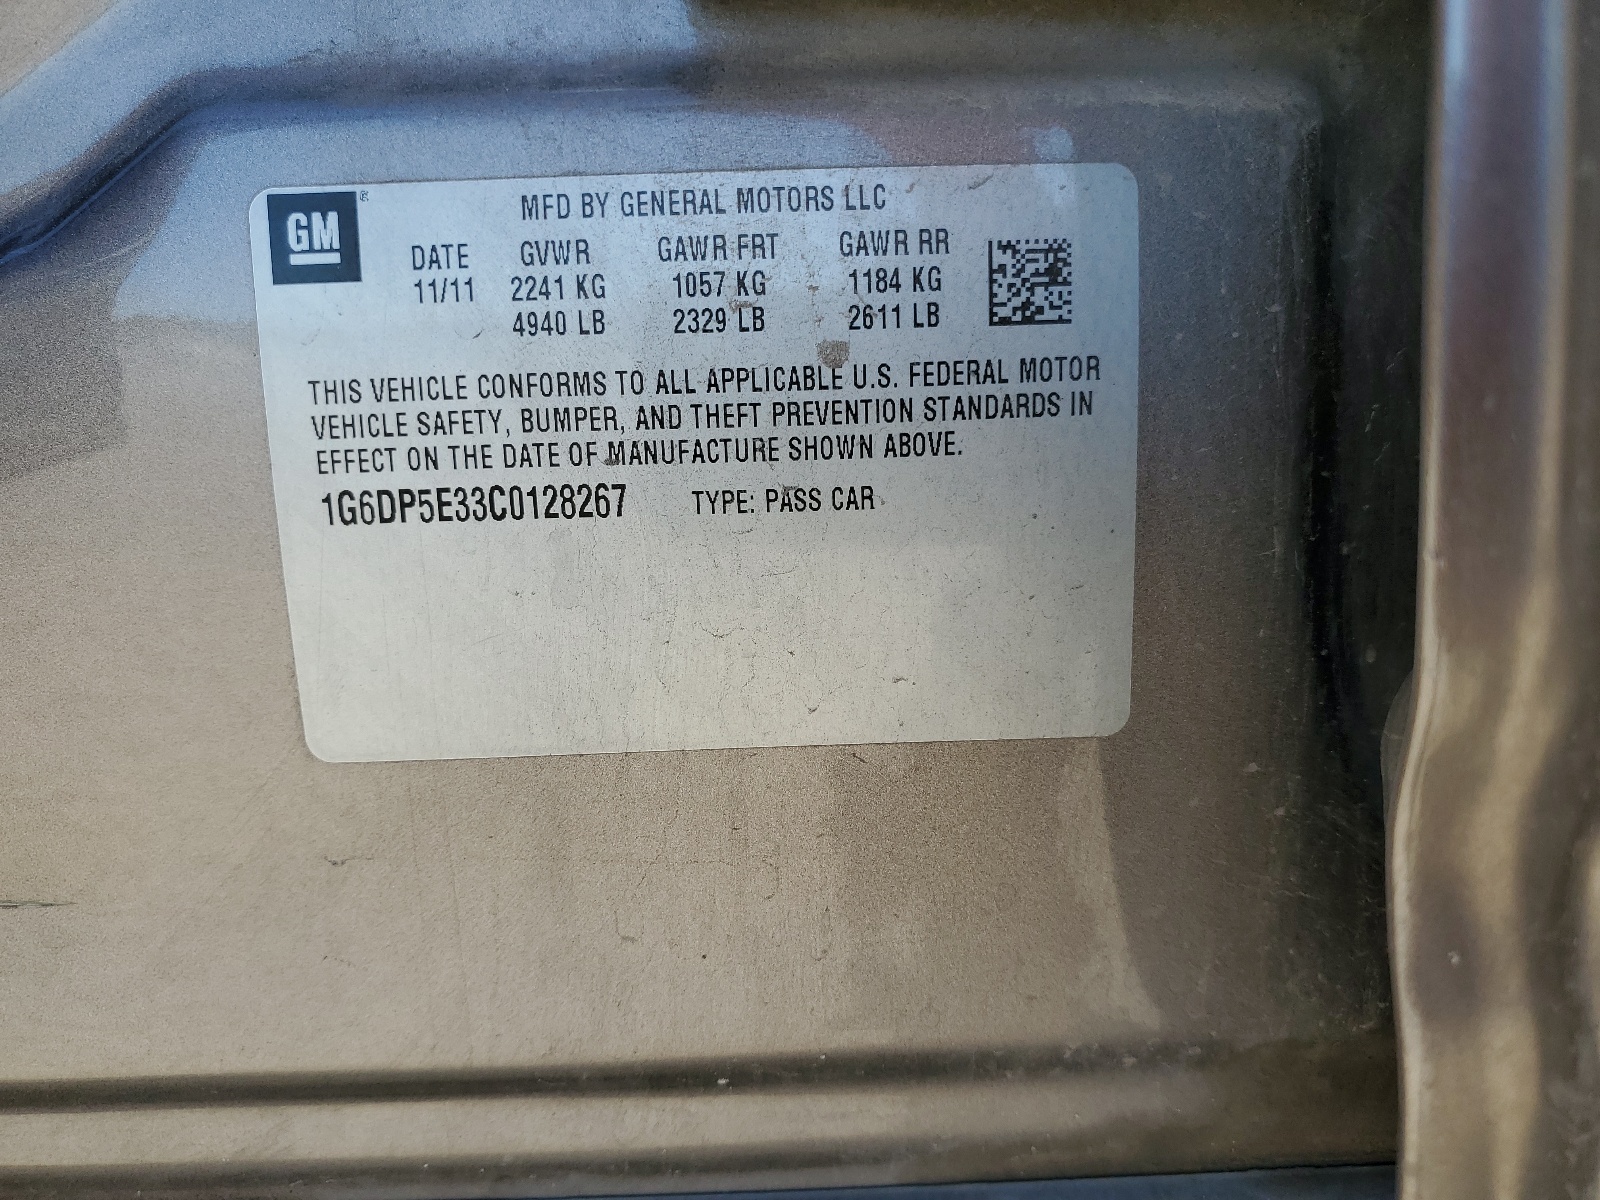 GM ®
MFD BY GENERAL MOTORS LLC
DATE GVWR GAWR FRT GAWR RR
11/11 2241 KG 1057 KG 1184 KG
4940 LB 2329 LB 2611 LB
THIS VEHICLE CONFORMS TO ALL APPLICABLE U.S. FEDERAL MOTOR
VEHICLE SAFETY, BUMPER, AND THEFT PREVENTION STANDARDS IN
EFFECT ON THE DATE OF MANUFACTURE SHOWN ABOVE.
1G6DP5E33C0128267 TYPE: PASS CAR